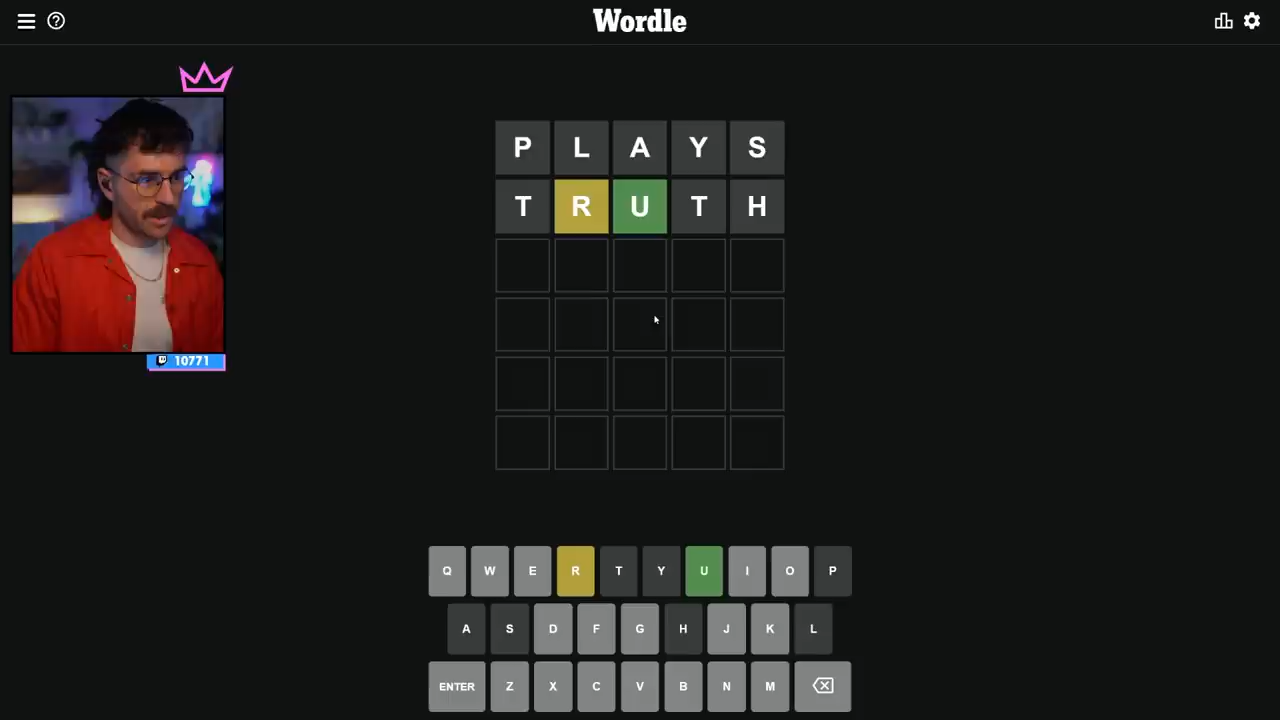 Wordle
P L A Y S
T R U T H
10771
Q W E R T Y U I O P
A S D F G H J K L
ENTER Z X C V B N M